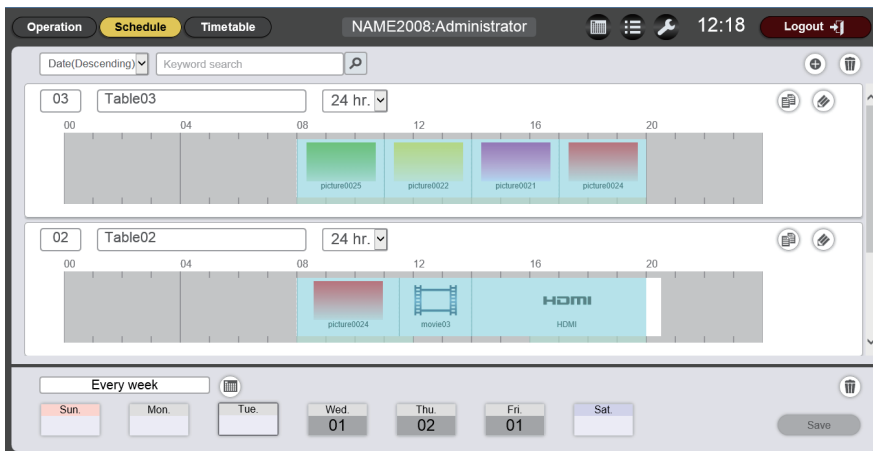 Operation Schedule Timetable NAME2008:Administrator 12:18 Logout
Date(Descending) Keyword search
03 Table03 24 hr.
00 04 08 12 16 20
picture0025 picture0022 picture0021 picture0024
02 Table02 24 hr.
00 04 08 12 16 20
HDMI
picture0024 movie03 HDMI
Every week
Sun. Mon. Tue. Wed. Thu. Fri. Sat.
01 02 01
Save